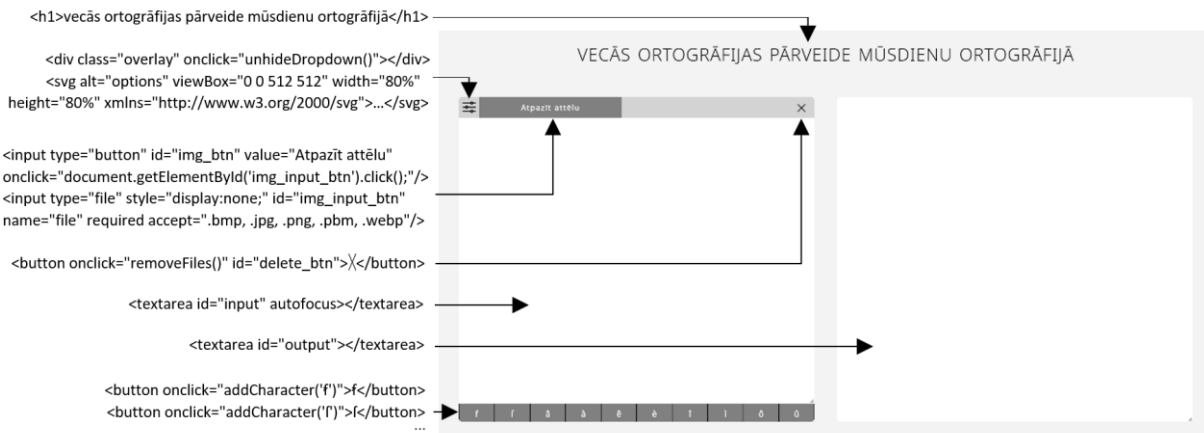 <h1>vecās ortogrāfijas pārveide mūsdienu ortogrāfijā</h1>
VECĀS ORTOGRĀFIJAS PĀRVEIDE MŪSDIENU ORTOGRĀFIJĀ
<div class="overlay" onclick="unhideDropdown()"></div>
<svg alt="options" viewBox="0 0 512 512" width="80%"
height="80%" xmlns="http://www.w3.org/2000/svg">...</svg>
Atpazīt attēlu
<input type="button" id="img_btn" value="Atpazīt attēlu"
onclick="document.getElementById('img_input_btn').click();"/>
<input type="file" style="display:none;" id="img_input_btn"
name="file" required accept=".bmp, .jpg, .png, .pbm, .webp"/>
<button onclick="removeFiles()" id="delete_btn">╳</button>
<textarea id="input" autofocus></textarea>
<textarea id="output"></textarea>
<button onclick="addCharacter('ꞙ')">ꞙ</button>
<button onclick="addCharacter('ſ')">ſ</button>
...